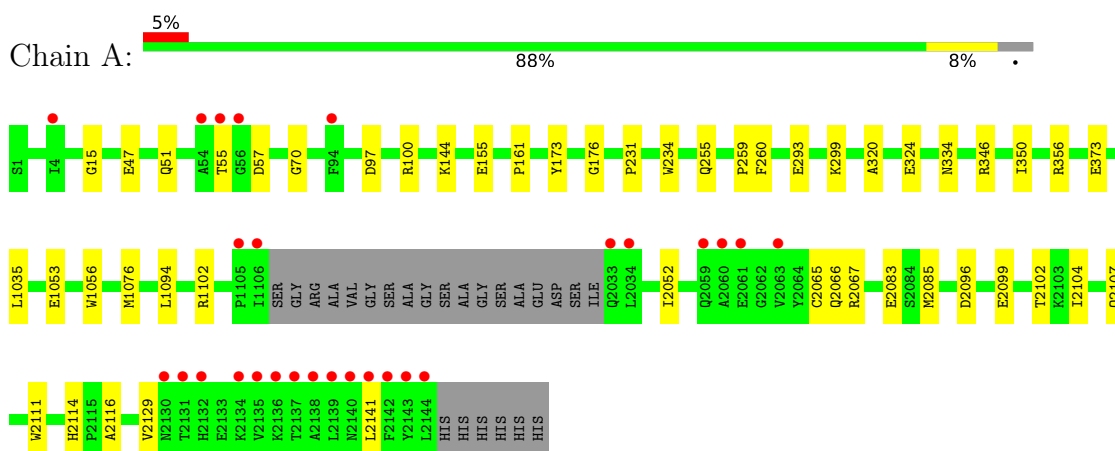 5%
Chain A:
88% 8% •
S1 I4 G15 E47 Q51 A54 T55 G56 D57 G70 F94 D97 R100 K144 E155 P161 Y173 G176 P231 W234 Q255 P259 F260 E293 K299 A320 E324 N334 R346 I350 R356 E373
L1035 E1053 W1056 M1076 L1094 R1102 P1105 I1106 SER GLY ARG ALA VAL GLY SER ALA GLY SER ALA GLY SER ALA GLU ASP SER ILE Q2033 L2034 I2052 Q2059 A2060 E2061 G2062 V2063 Y2064 C2065 Q2066 R2067 E2083 S2084 M2085 D2096 E2099 T2102 K2103 I2104
W2111 H2114 P2115 A2116 V2129 N2130 T2131 H2132 E2133 K2134 V2135 K2136 T2137 A2138 L2139 N2140 L2141 F2142 Y2143 L2144 HIS HIS HIS HIS HIS HIS